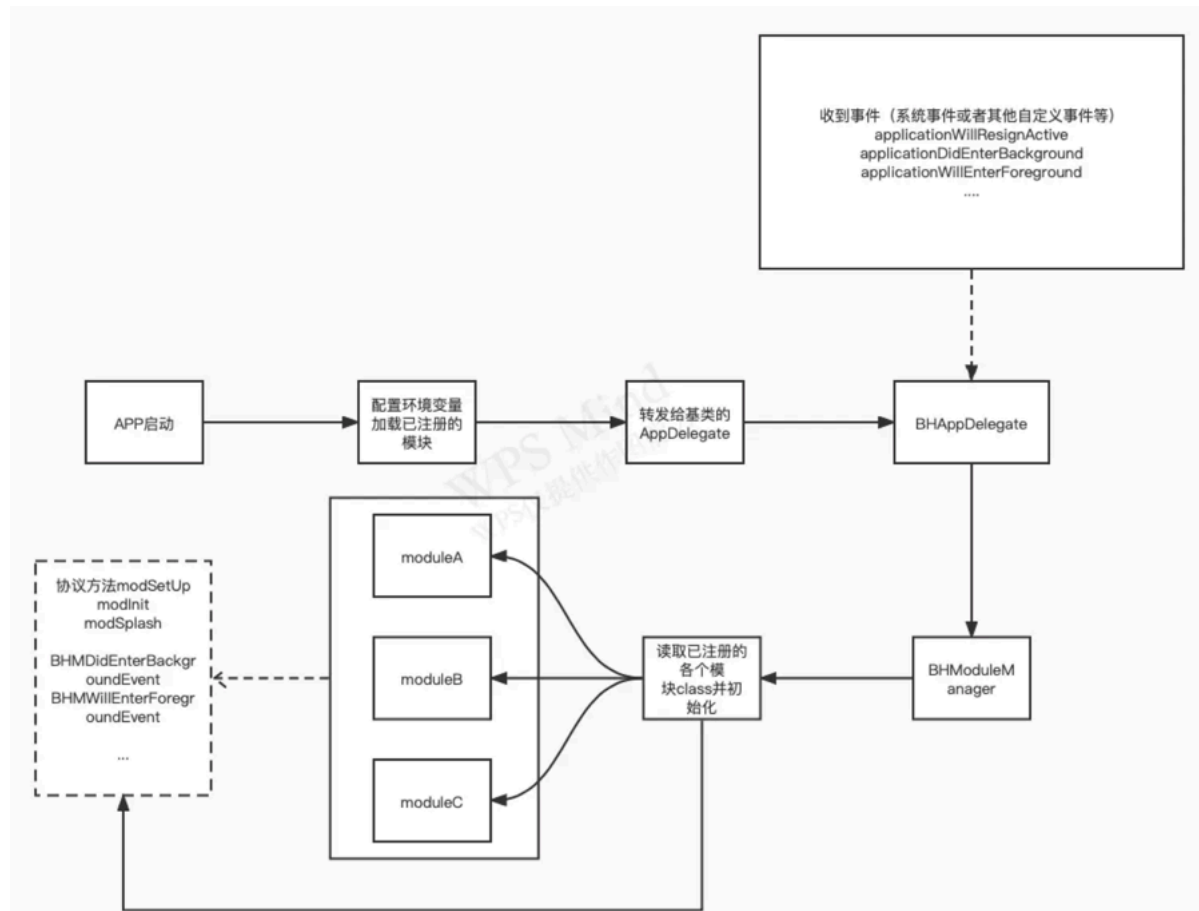 收到事件（系统事件或者其他自定义事件等）
applicationWillResignActive
applicationDidEnterBackground
applicationWillEnterForeground
....
APP启动
配置环境变量
加载已注册的
模块
转发给基类的
AppDelegate
BHAppDelegate
WPS Mind
moduleA
moduleB
moduleC
协议方法modSetUp
modInit
modSplash
BHMDidEnterBackgr
oundEvent
BHMWillEnterForegr
oundEvent
...
读取已注册的
各个模
块class并初
始化
BHModuleM
anager